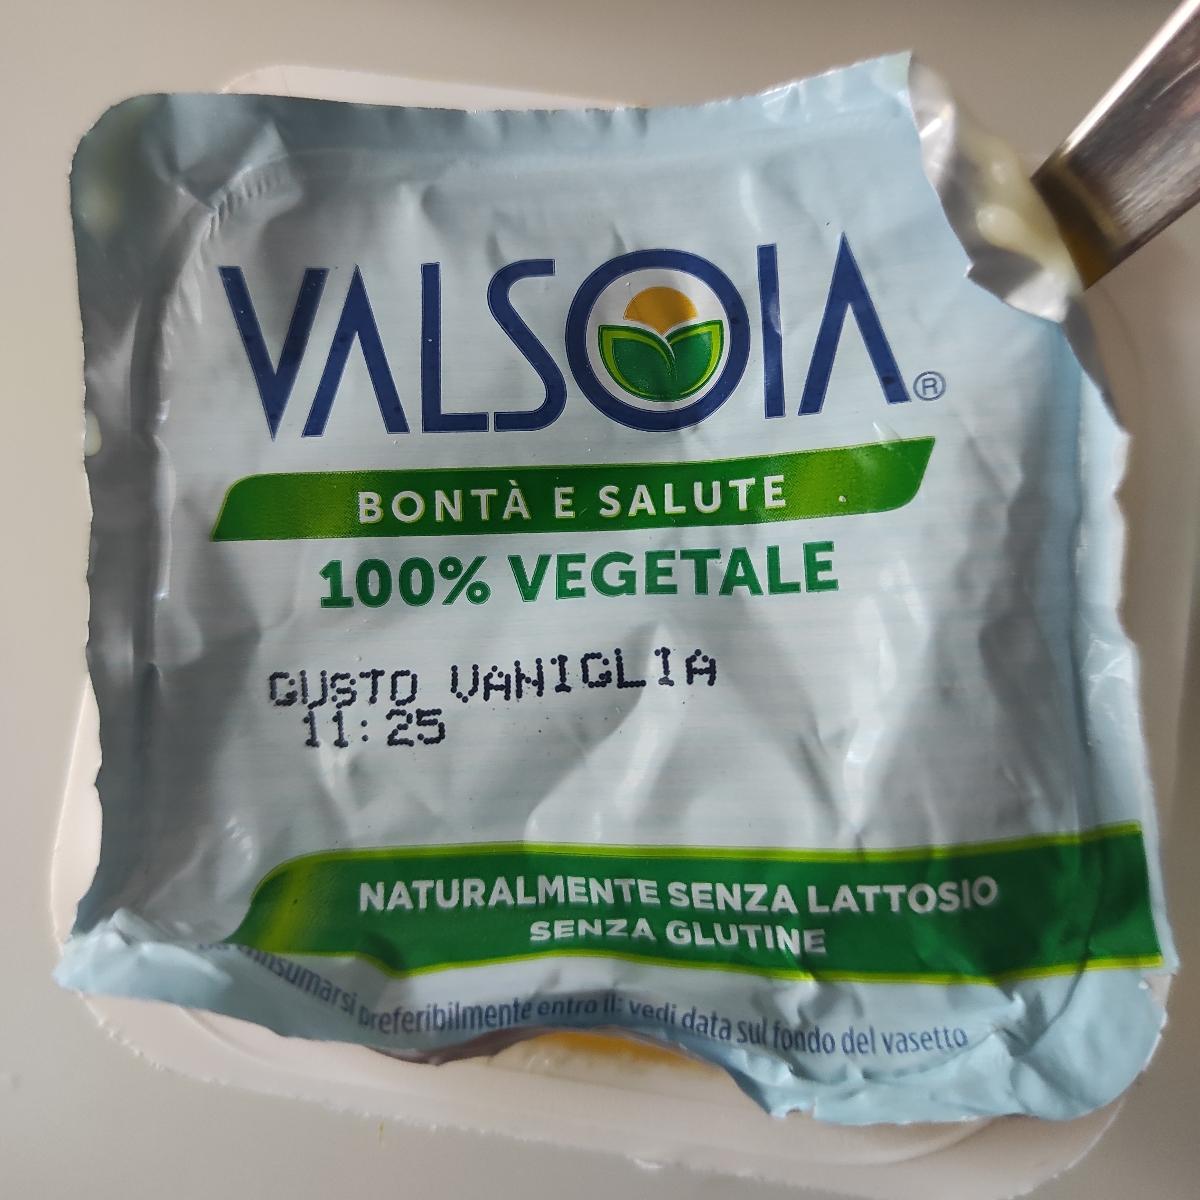 VALSOIA®
BONTÀ E SALUTE
100% VEGETALE
GUSTO VANIGLIA
11:25
NATURALMENTE SENZA LATTOSIO
SENZA GLUTINE
consumarsi preferibilmente entro il: vedi data sul fondo del vasetto